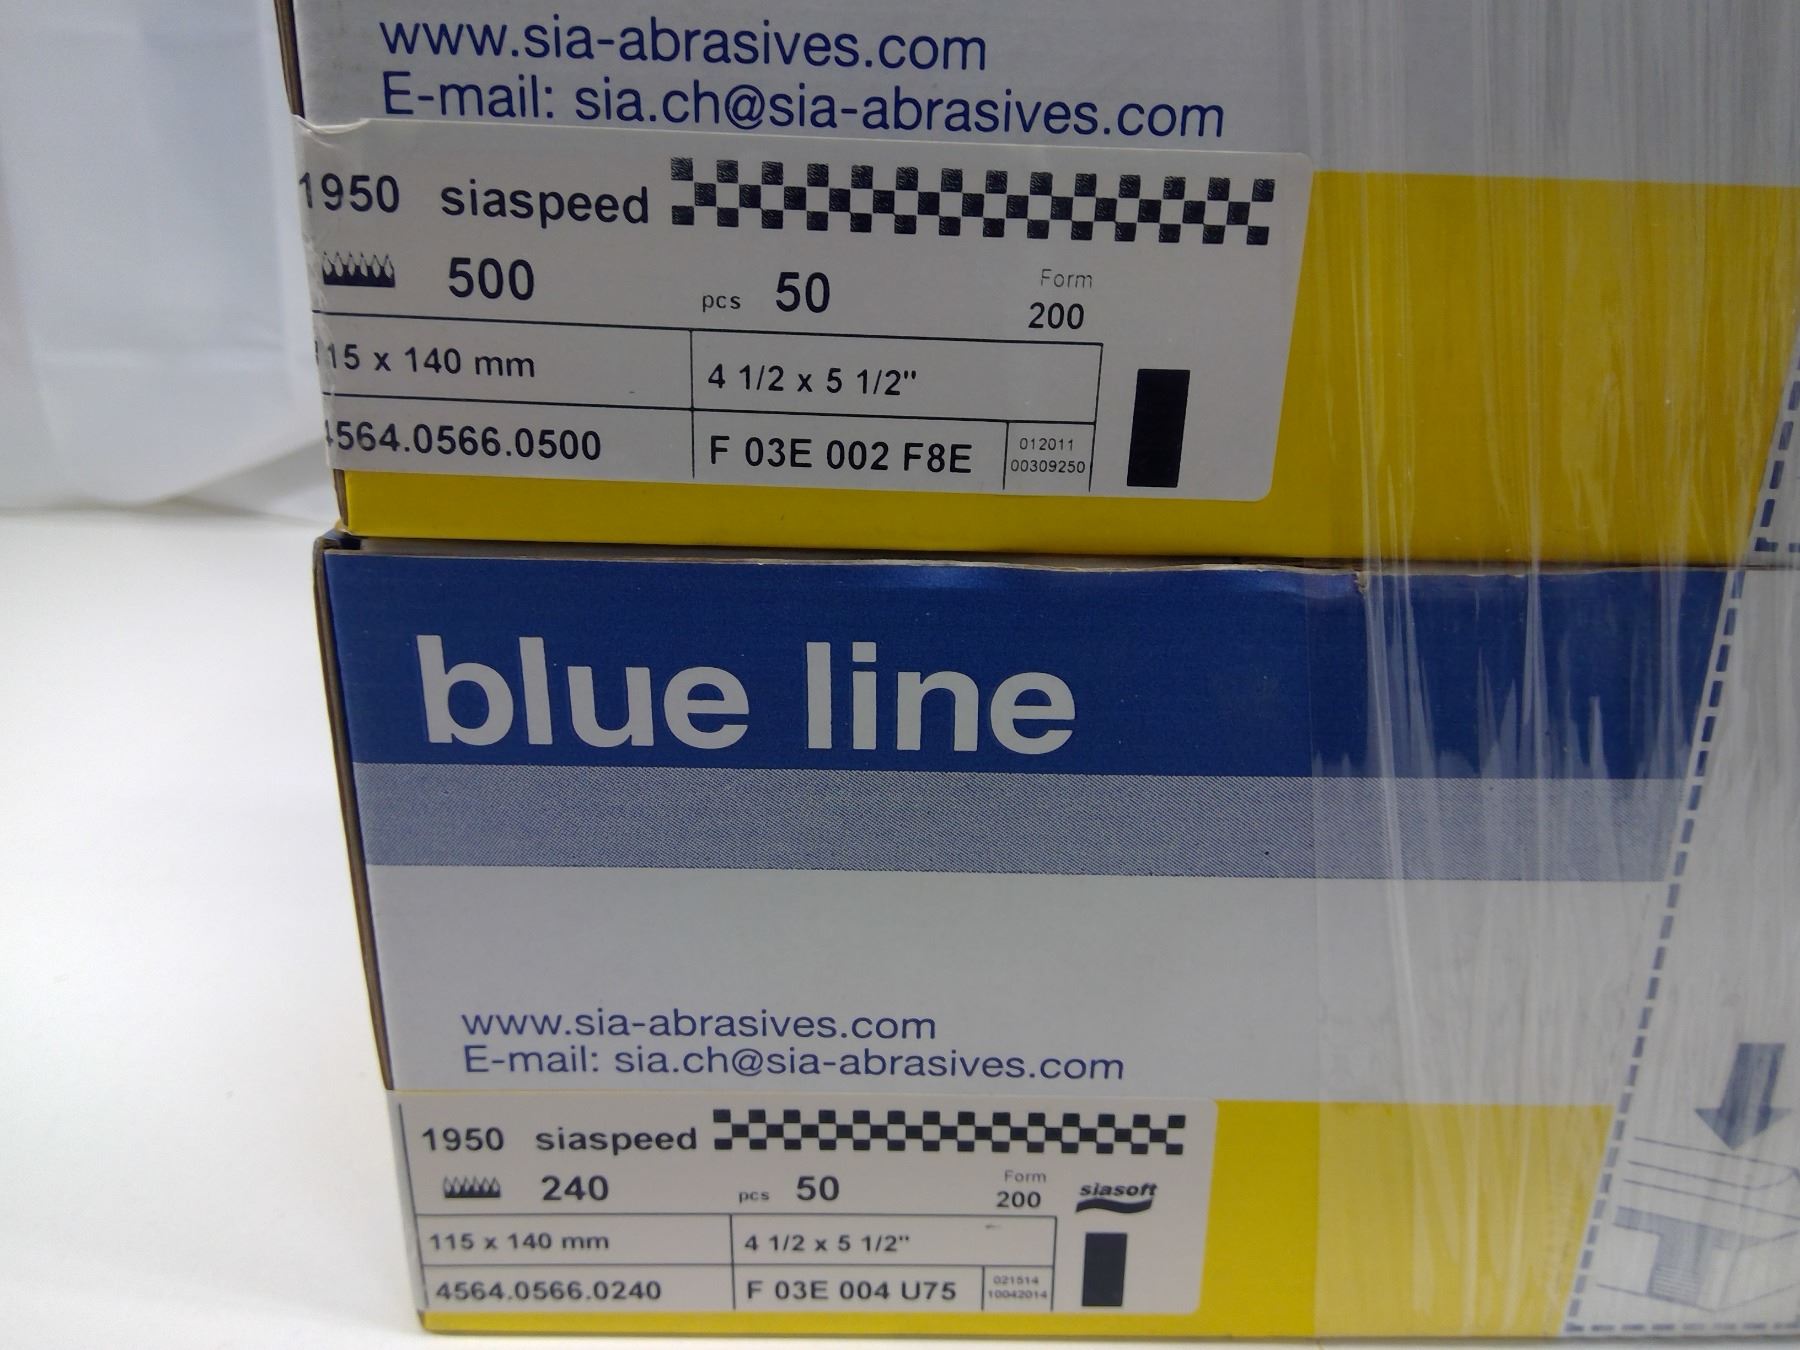 www.sia-abrasives.com
E-mail: sia.ch@sia-abrasives.com
1950 siaspeed
500 pcs 50 Form 200
115 x 140 mm 4 1/2 x 5 1/2"
4564.0566.0500 F 03E 002 F8E 012011
00309250
blue line
www.sia-abrasives.com
E-mail: sia.ch@sia-abrasives.com
1950 siaspeed
240 pcs 50 Form 200 siasoft
115 x 140 mm 4 1/2 x 5 1/2"
4564.0566.0240 F 03E 004 U75 021514
10042014